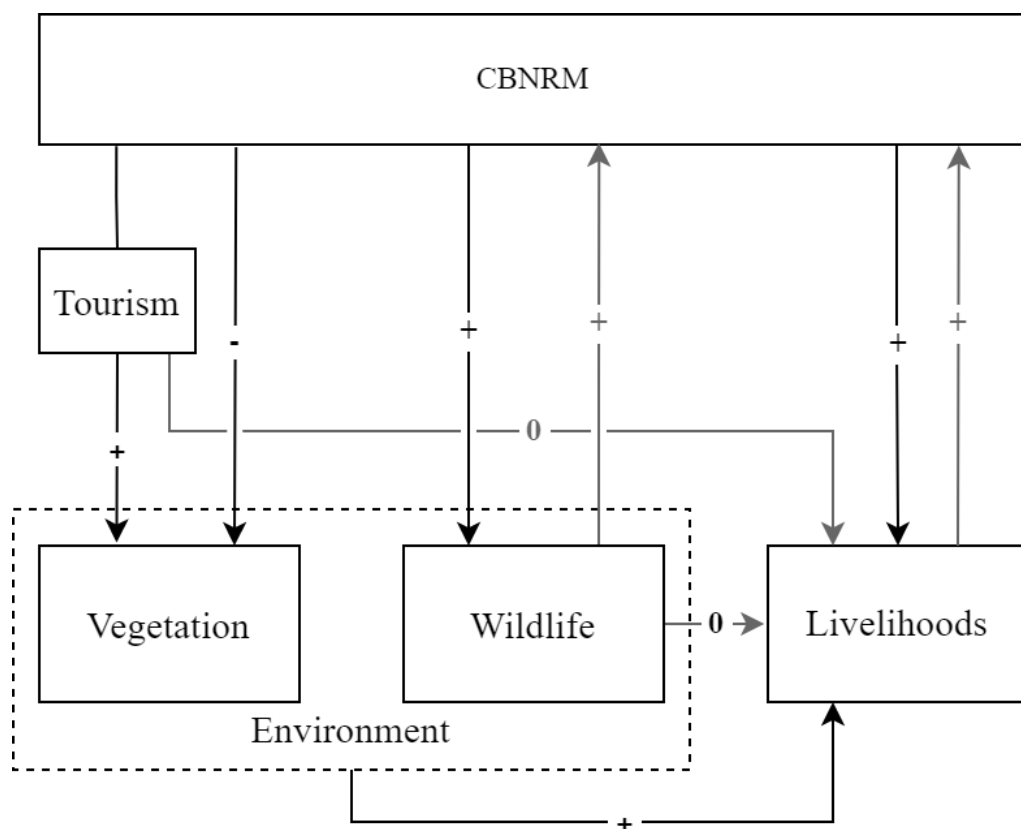 CBNRM
Tourism
-
+
+
+
+
0
+
Vegetation
Wildlife
0
Livelihoods
Environment
+